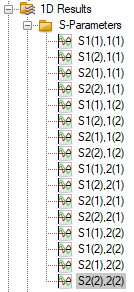 1D Results
S-Parameters
S1(1),1(1)
S1(2),1(1)
S2(1),1(1)
S2(2),1(1)
S1(1),1(2)
S1(2),1(2)
S2(1),1(2)
S2(2),1(2)
S1(1),2(1)
S1(2),2(1)
S2(1),2(1)
S2(2),2(1)
S1(1),2(2)
S1(2),2(2)
S2(1),2(2)
S2(2),2(2)